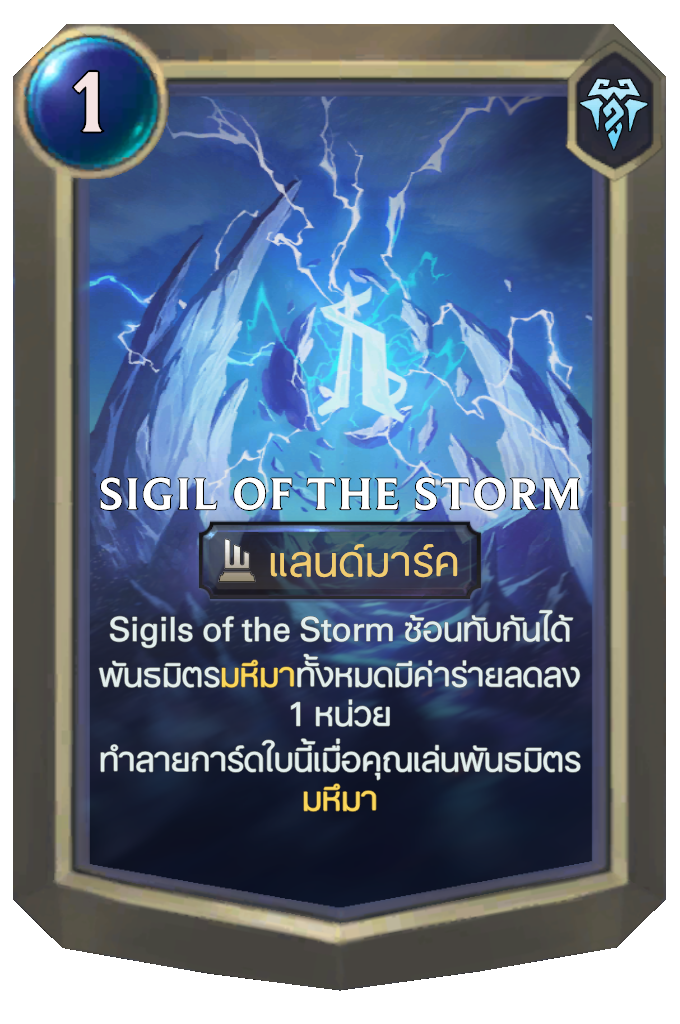 1
SIGIL OF THE STORM
แลนด์มาร์ค
Sigils of the Storm ซ้อนทับกันได้
พันธมิตรมหึมาทั้งหมดมีค่าร่ายลดลง
1 หน่วย
ทำลายการ์ดใบนี้เมื่อคุณเล่นพันธมิตร
มหึมา